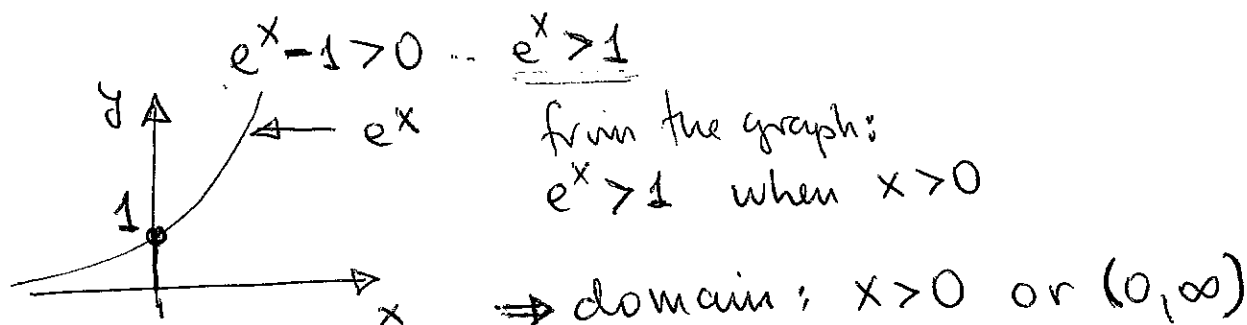 e^x - 1 > 0 .. e^x > 1
y
e^x
from the graph:
e^x > 1 when x > 0
1
x
⇒ domain: x > 0 or (0, ∞)